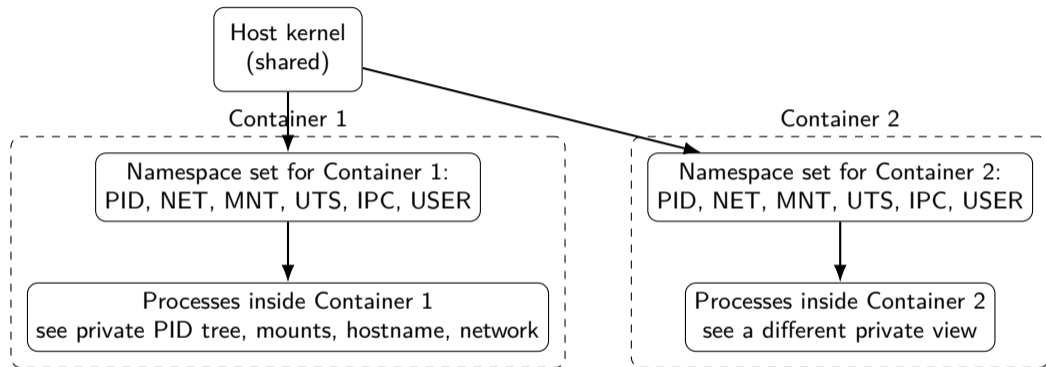 Host kernel
(shared)
Container 1
Container 2
Namespace set for Container 1:
PID, NET, MNT, UTS, IPC, USER
Namespace set for Container 2:
PID, NET, MNT, UTS, IPC, USER
Processes inside Container 1
see private PID tree, mounts, hostname, network
Processes inside Container 2
see a different private view